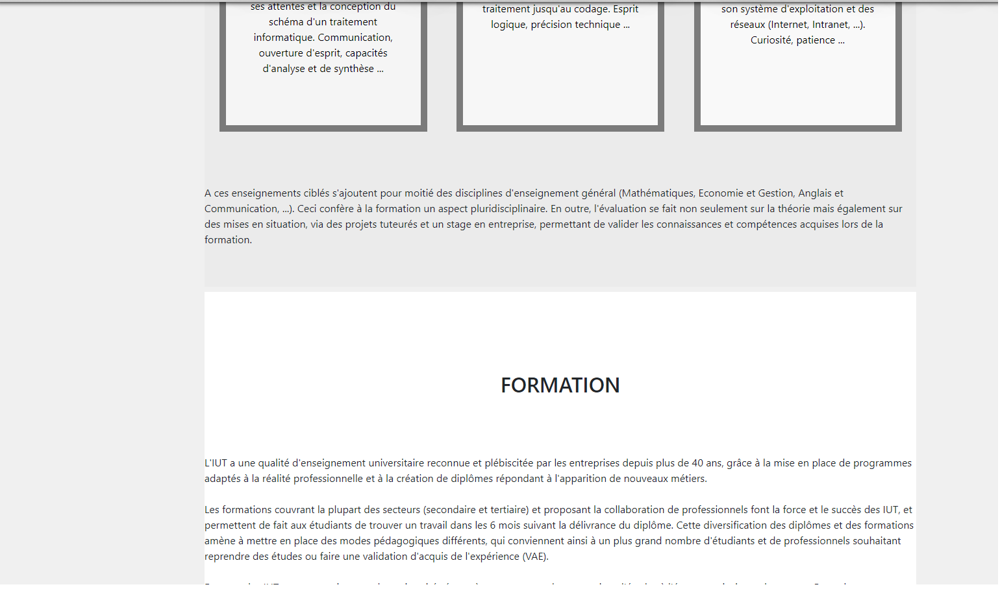 ses attentes et la conception du
schéma d'un traitement
informatique. Communication,
ouverture d'esprit, capacités
d'analyse et de synthèse ...
traitement jusqu'au codage. Esprit
logique, précision technique ...
son système d'exploitation et des
réseaux (Internet, Intranet, ...).
Curiosité, patience ...
A ces enseignements ciblés s'ajoutent pour moitié des disciplines d'enseignement général (Mathématiques, Economie et Gestion, Anglais et
Communication, ...). Ceci confère à la formation un aspect pluridisciplinaire. En outre, l'évaluation se fait non seulement sur la théorie mais également sur
des mises en situation, via des projets tuteurés et un stage en entreprise, permettant de valider les connaissances et compétences acquises lors de la
formation.
FORMATION
L'IUT a une qualité d'enseignement universitaire reconnue et plébiscitée par les entreprises depuis plus de 40 ans, grâce à la mise en place de programmes
adaptés à la réalité professionnelle et à la création de diplômes répondant à l'apparition de nouveaux métiers.
Les formations couvrant la plupart des secteurs (secondaire et tertiaire) et proposant la collaboration de professionnels font la force et le succès des IUT, et
permettent de fait aux étudiants de trouver un travail dans les 6 mois suivant la délivrance du diplôme. Cette diversification des diplômes et des formations
amène à mettre en place des modes pédagogiques différents, qui conviennent ainsi à un plus grand nombre d'étudiants et de professionnels souhaitant
reprendre des études ou faire une validation d'acquis de l'expérience (VAE).